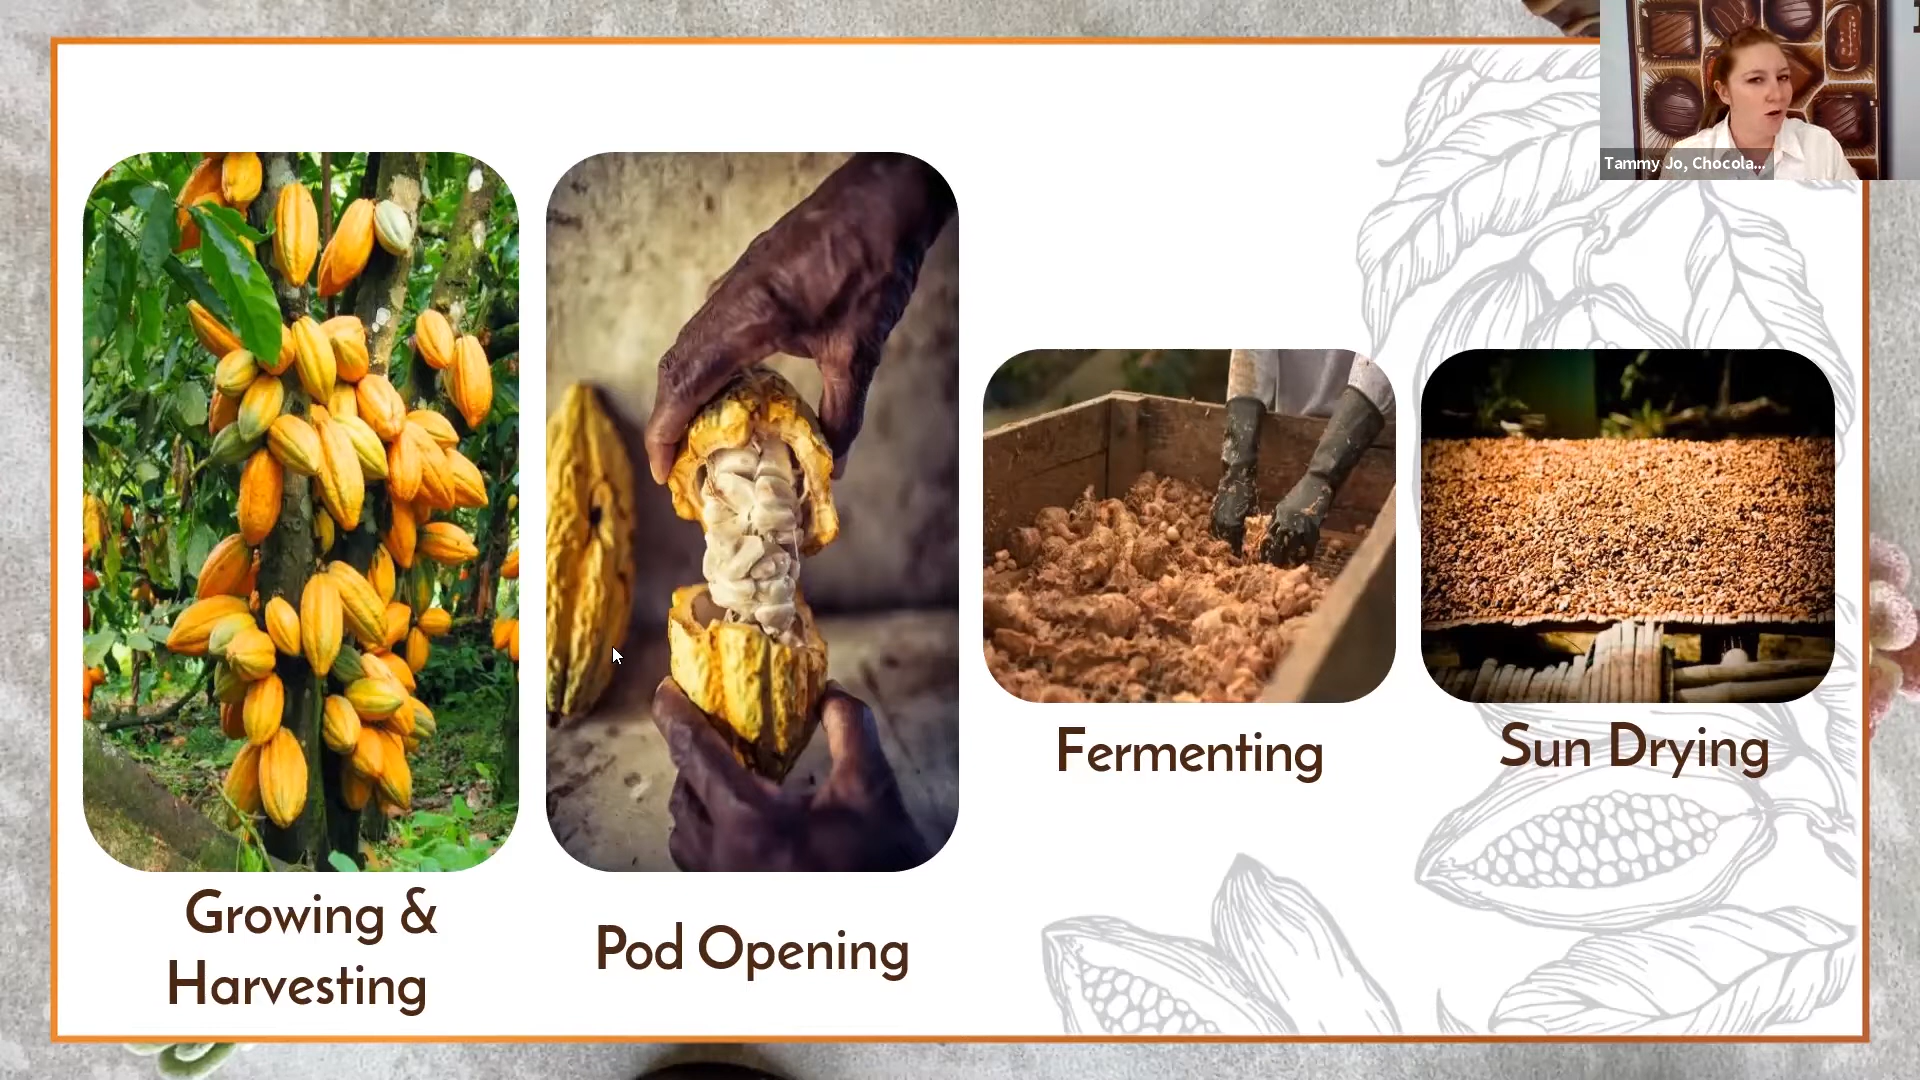 Tammy Jo, Chocola...
Growing &
Harvesting
Pod Opening
Fermenting
Sun Drying